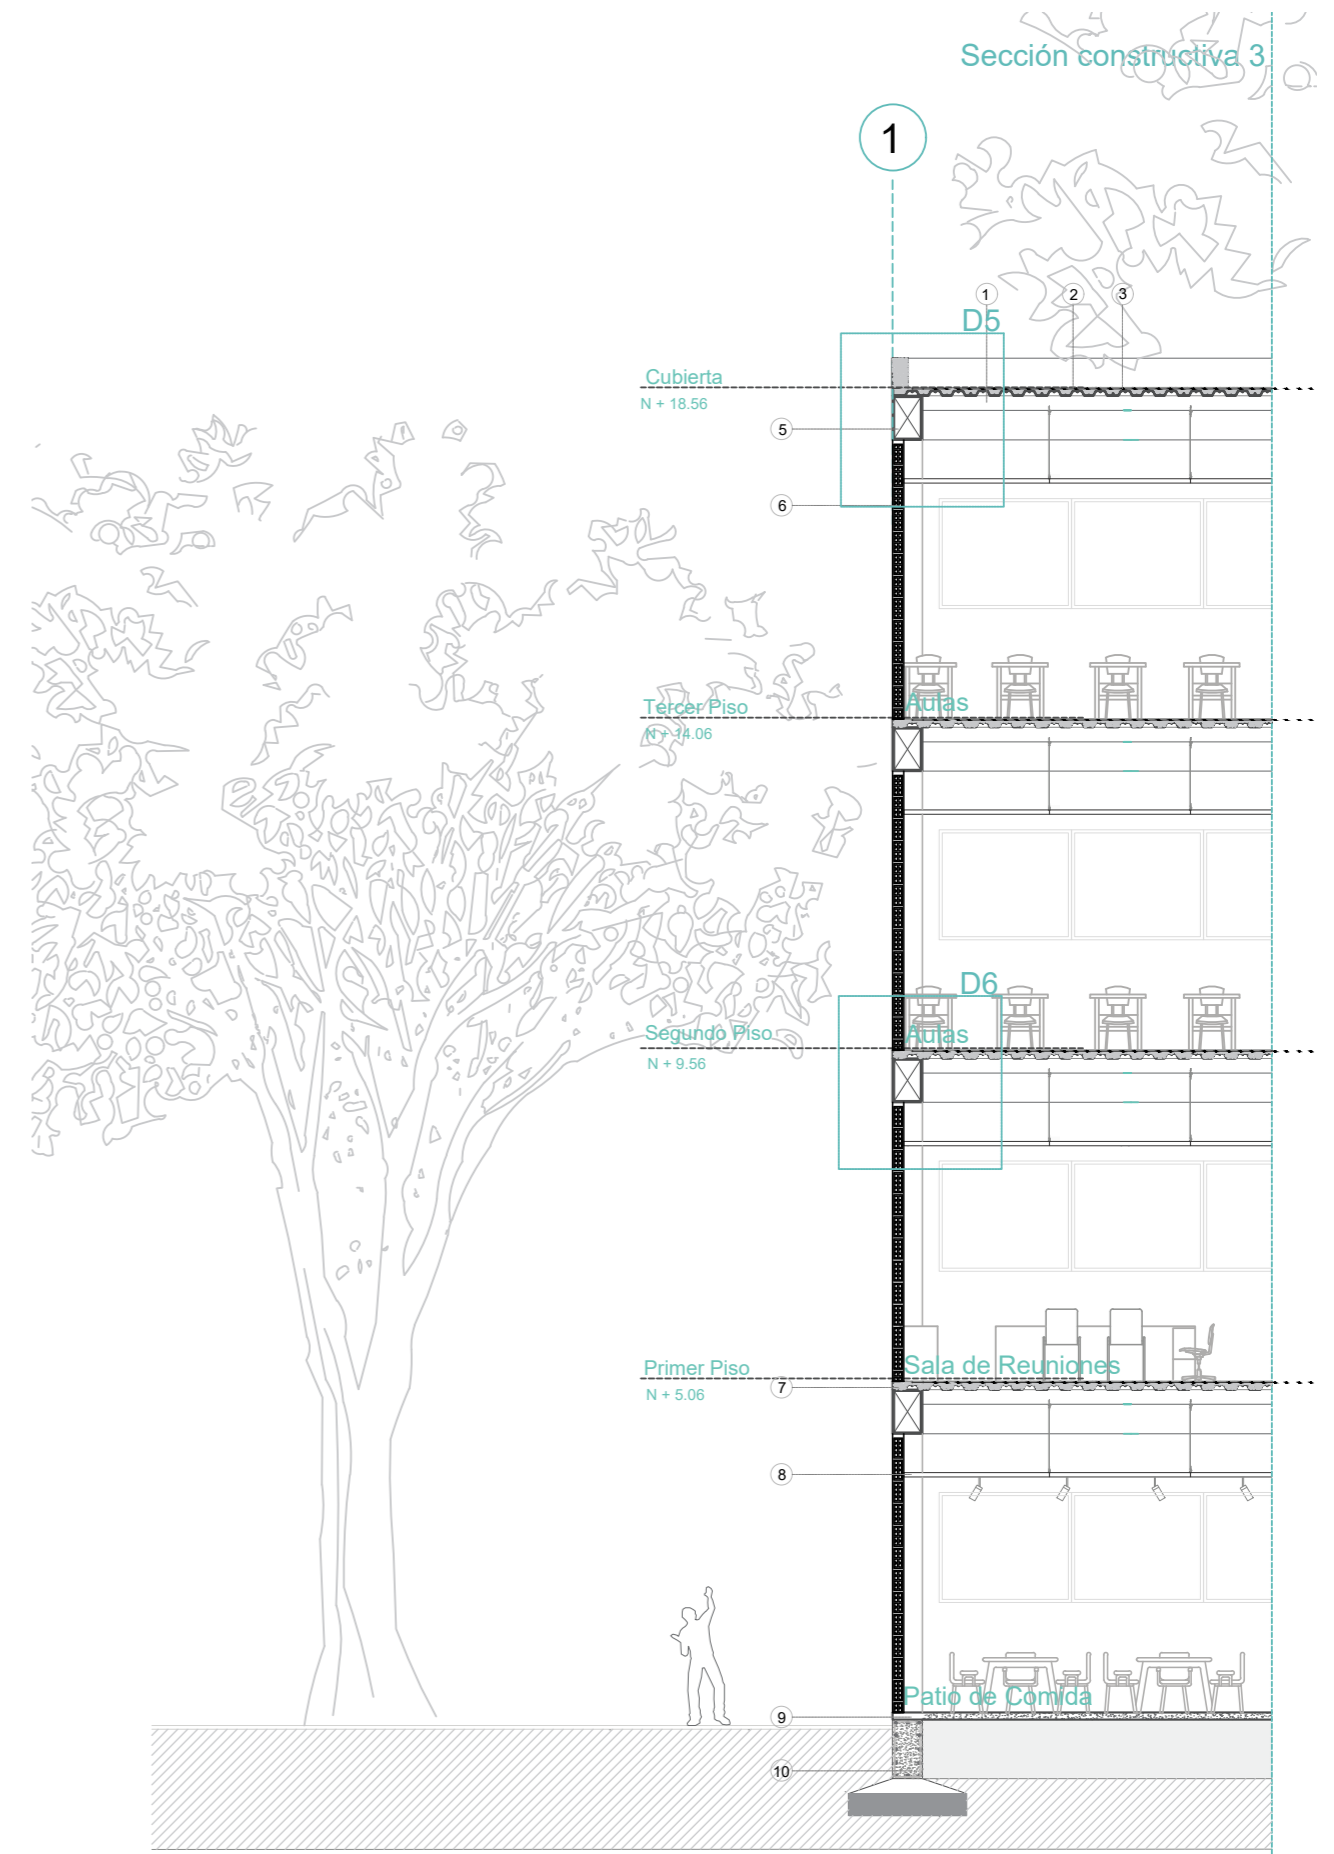 Sección constructiva 3
1
1
2
3
D5
Cubierta
N + 18.56
5
6
Tercer Piso
Aulas
N + 14.06
D6
Segundo Piso
Aulas
N + 9.56
Primer Piso
Sala de Reuniones
7
N + 5.06
8
Patio de Comida
9
10